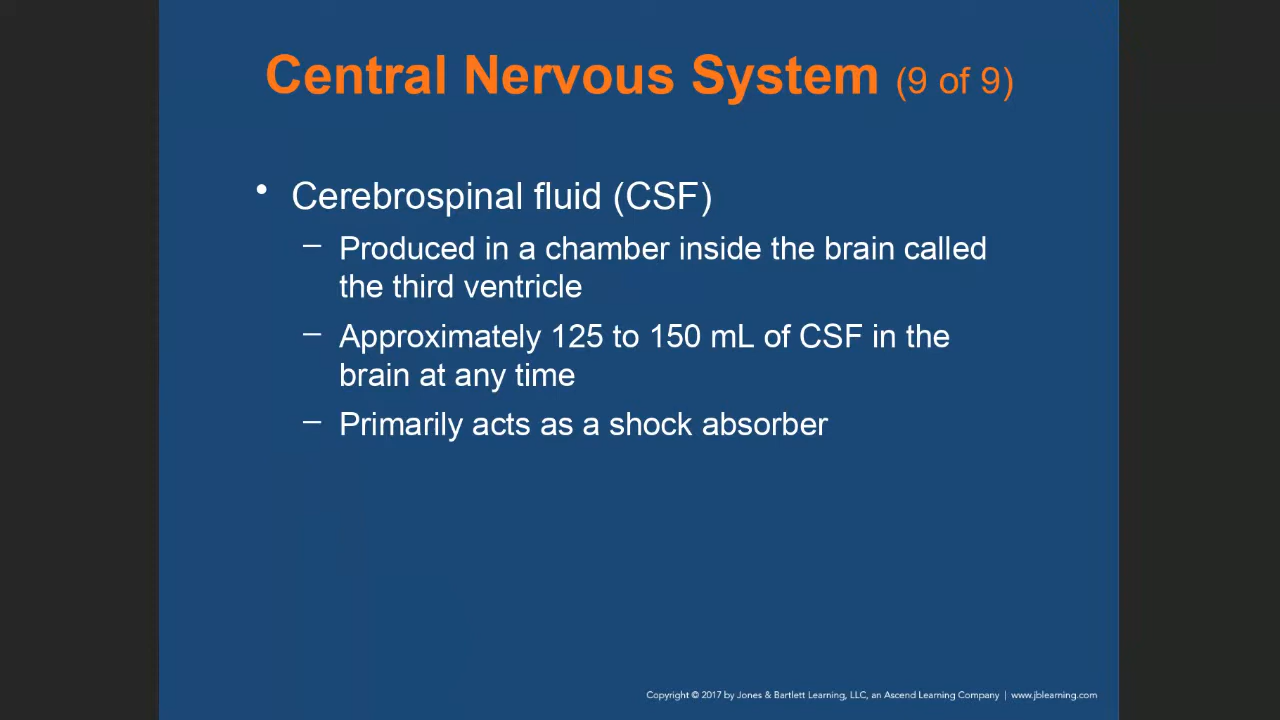 Central Nervous System (9 of 9)
• Cerebrospinal fluid (CSF)
– Produced in a chamber inside the brain called
the third ventricle
– Approximately 125 to 150 mL of CSF in the
brain at any time
– Primarily acts as a shock absorber
Copyright © 2017 by Jones & Bartlett Learning, LLC, an Ascend Learning Company | www.jblearning.com